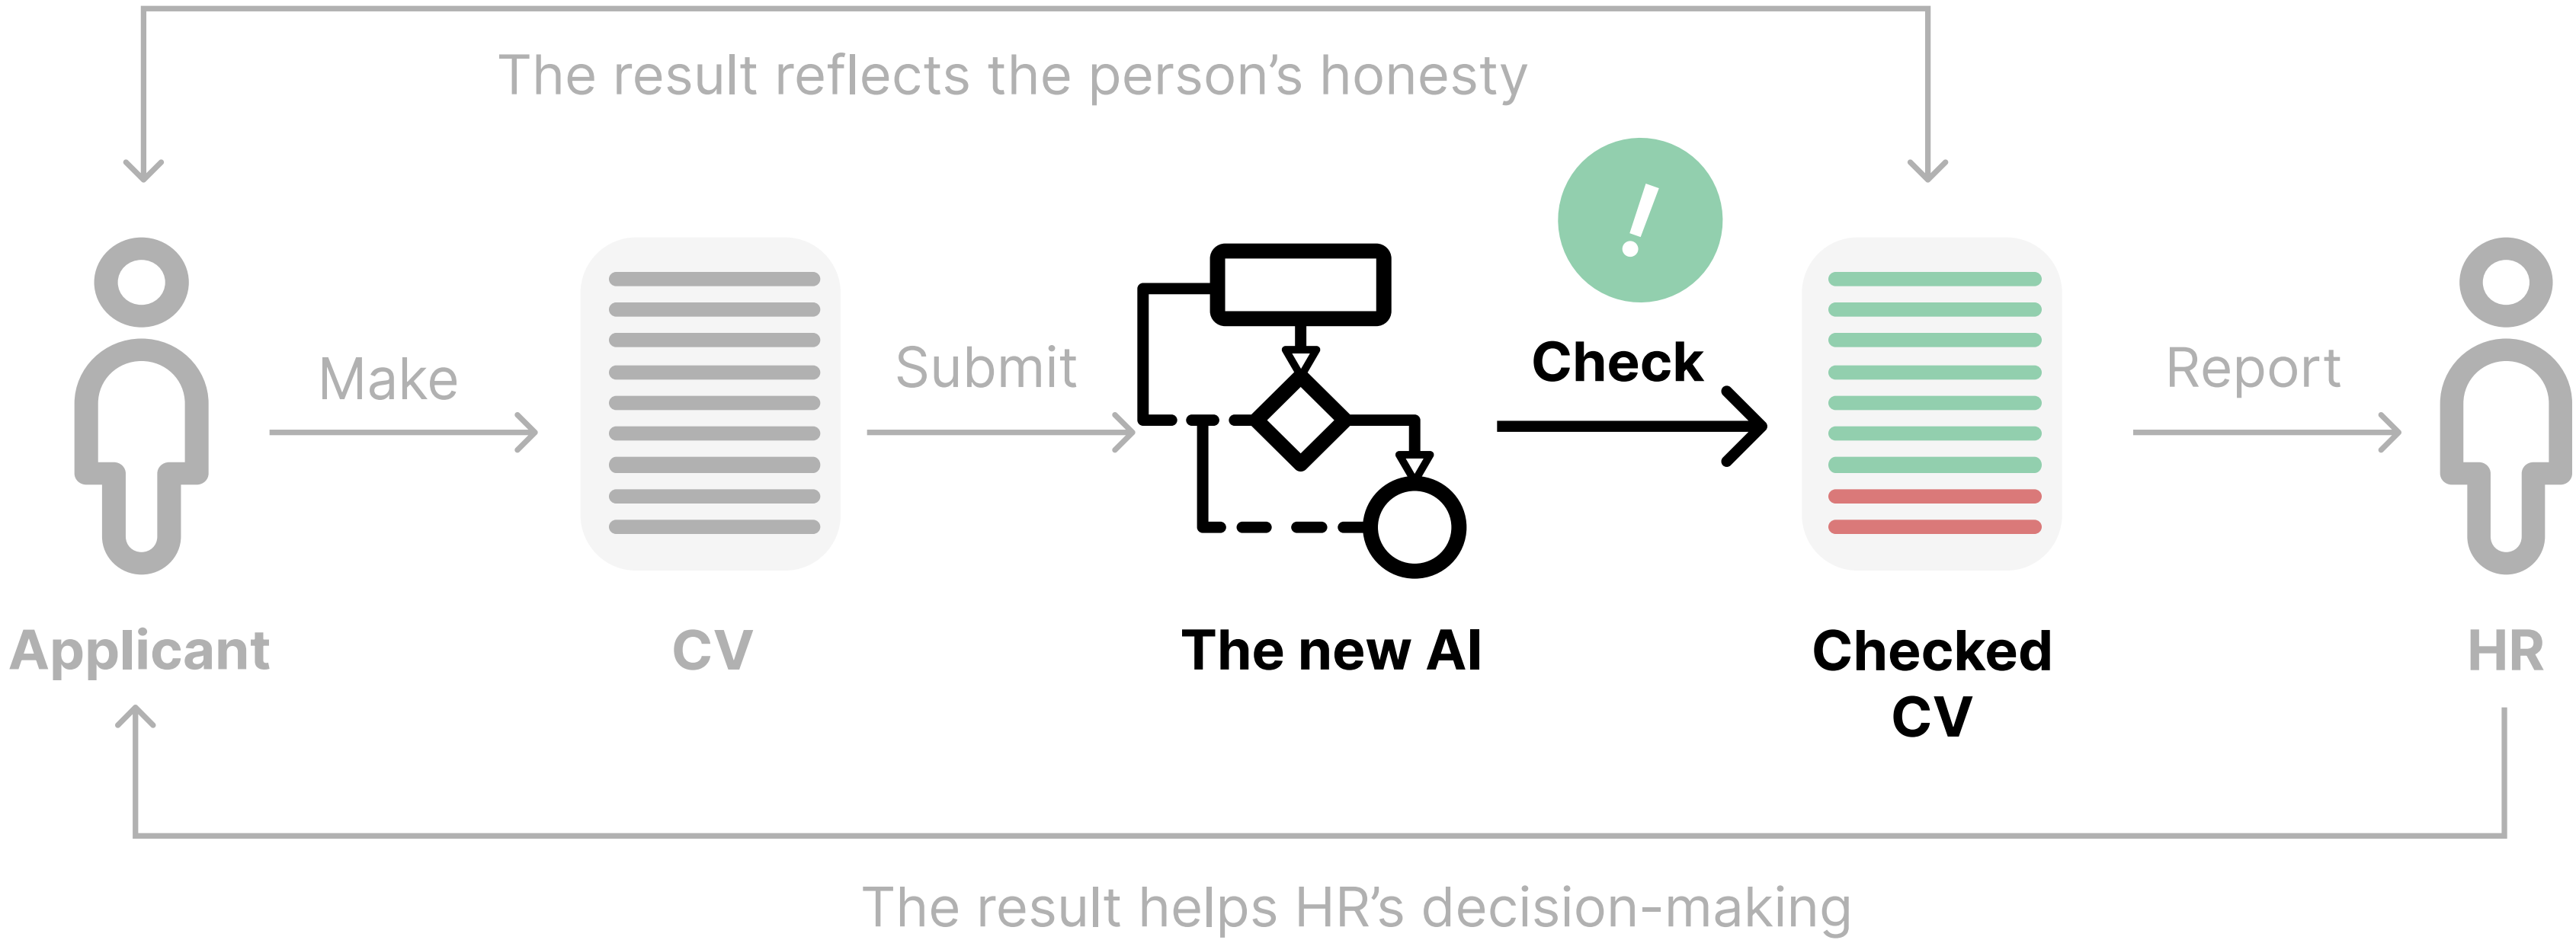 The result reflects the person’s honesty
!
Make
Submit
Check
Report
Applicant
CV
The new AI
Checked
CV
HR
The result helps HR’s decision-making